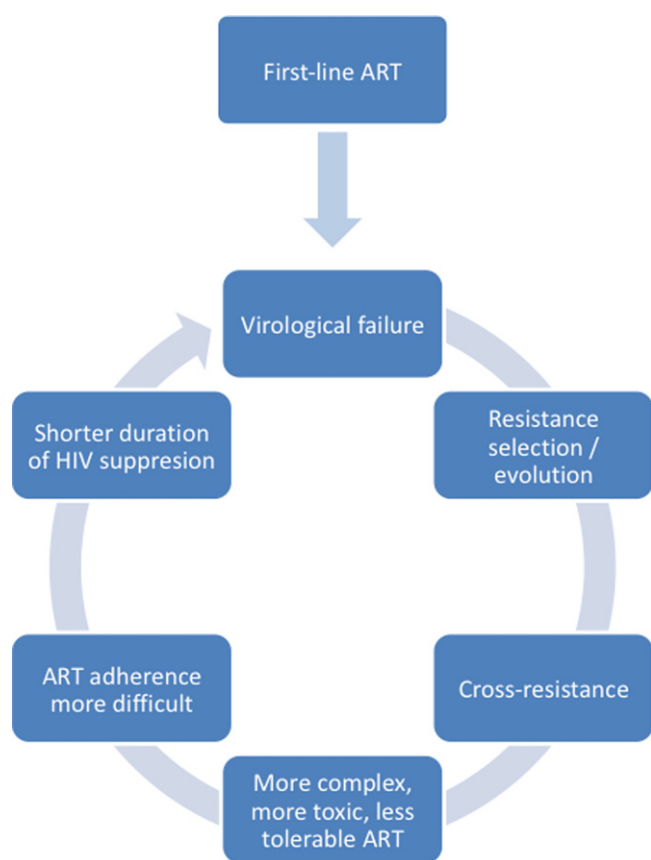 First-line ART
Virological failure
Resistance
selection /
evolution
Cross-resistance
More complex,
more toxic, less
tolerable ART
ART adherence
more difficult
Shorter duration
of HIV suppresion